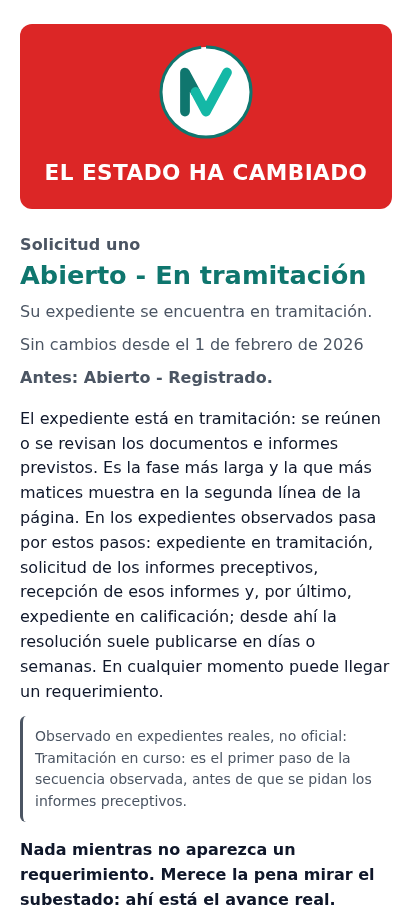 EL ESTADO HA CAMBIADO
Solicitud uno
Abierto - En tramitación
Su expediente se encuentra en tramitación.
Sin cambios desde el 1 de febrero de 2026
Antes: Abierto - Registrado.
El expediente está en tramitación: se reúnen
o se revisan los documentos e informes
previstos. Es la fase más larga y la que más
matices muestra en la segunda línea de la
página. En los expedientes observados pasa
por estos pasos: expediente en tramitación,
solicitud de los informes preceptivos,
recepción de esos informes y, por último,
expediente en calificación; desde ahí la
resolución suele publicarse en días o
semanas. En cualquier momento puede llegar
un requerimiento.
Observado en expedientes reales, no oficial:
Tramitación en curso: es el primer paso de la
secuencia observada, antes de que se pidan los
informes preceptivos.
Nada mientras no aparezca un
requerimiento. Merece la pena mirar el
subestado: ahí está el avance real.